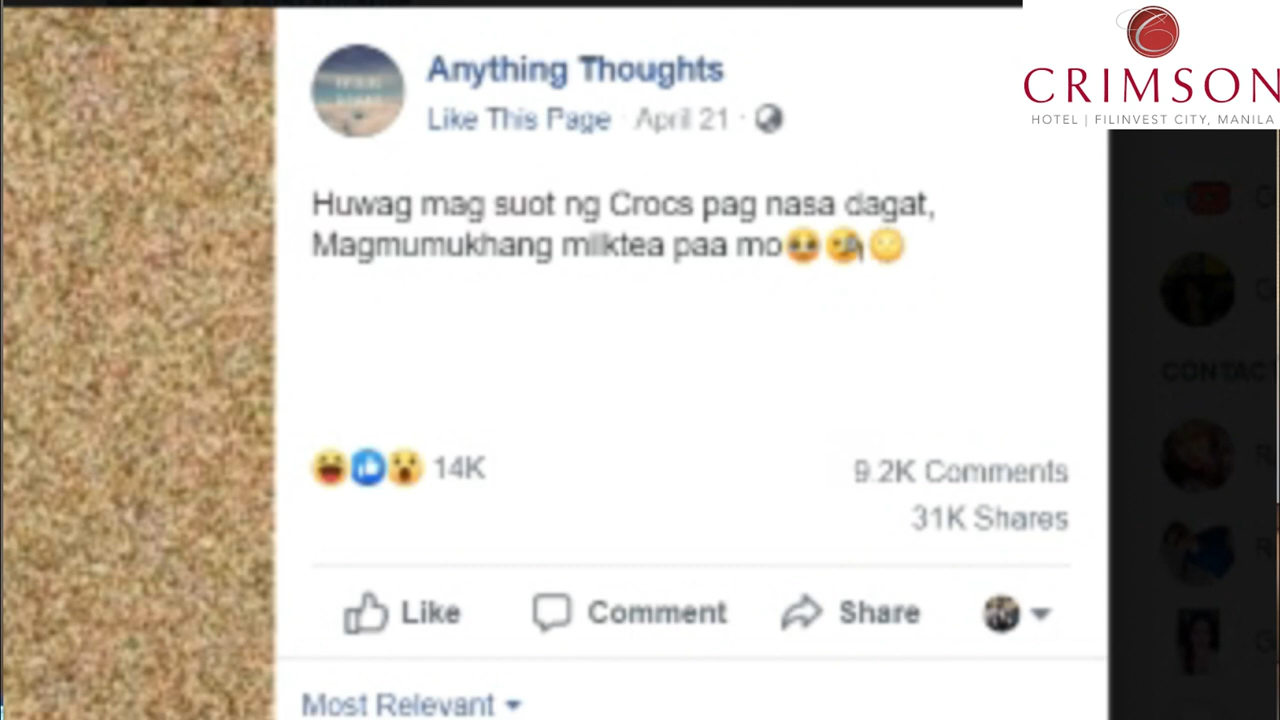 CRIMSON
HOTEL | FILINVEST CITY, MANILA
Anything Thoughts
Like This Page · April 21 ·
Huwag mag suot ng Crocs pag nasa dagat,
Magmumukhang milktea paa mo
14K
9.2K Comments
31K Shares
Like Comment Share
Most Relevant